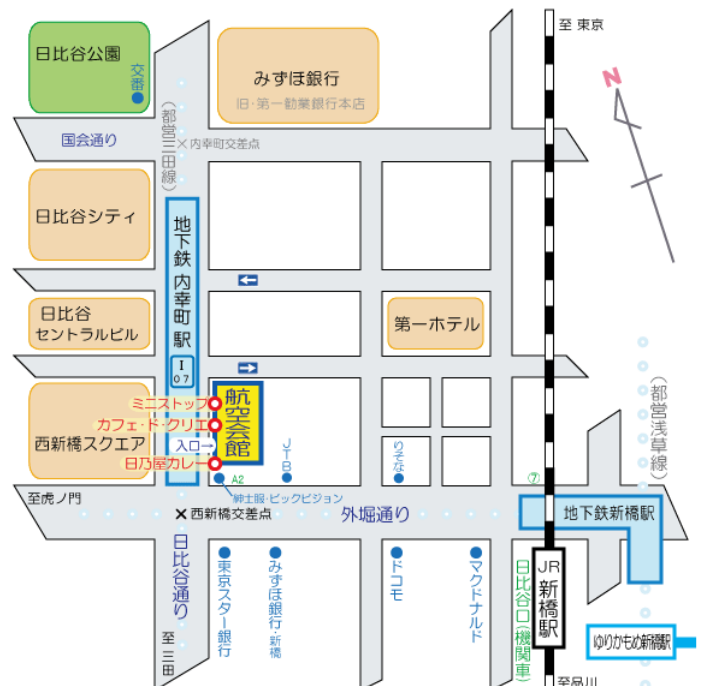 至 東京
日比谷公園
交番
みずほ銀行
旧・第一勧業銀行本店
N
国会通り
(都営三田線)
×内幸町交差点
日比谷シティ
地下鉄 内幸町駅
I
07
日比谷
セントラルビル
第一ホテル
←
→
西新橋スクエア
ミニストップ
カフェ・ド・クリエ
入口→
日乃屋カレー
航空会館
JTB
りそな
(都営浅草線)
A2
紳士服・ビックビジョン
⑦
至虎ノ門
×西新橋交差点
外堀通り
地下鉄新橋駅
日比谷通り
至 三田
東京スター銀行
みずほ銀行・新橋
ドコモ
マクドナルド
日比谷口(機関車)
JR
新橋駅
ゆりかもめ新橋駅
至品川